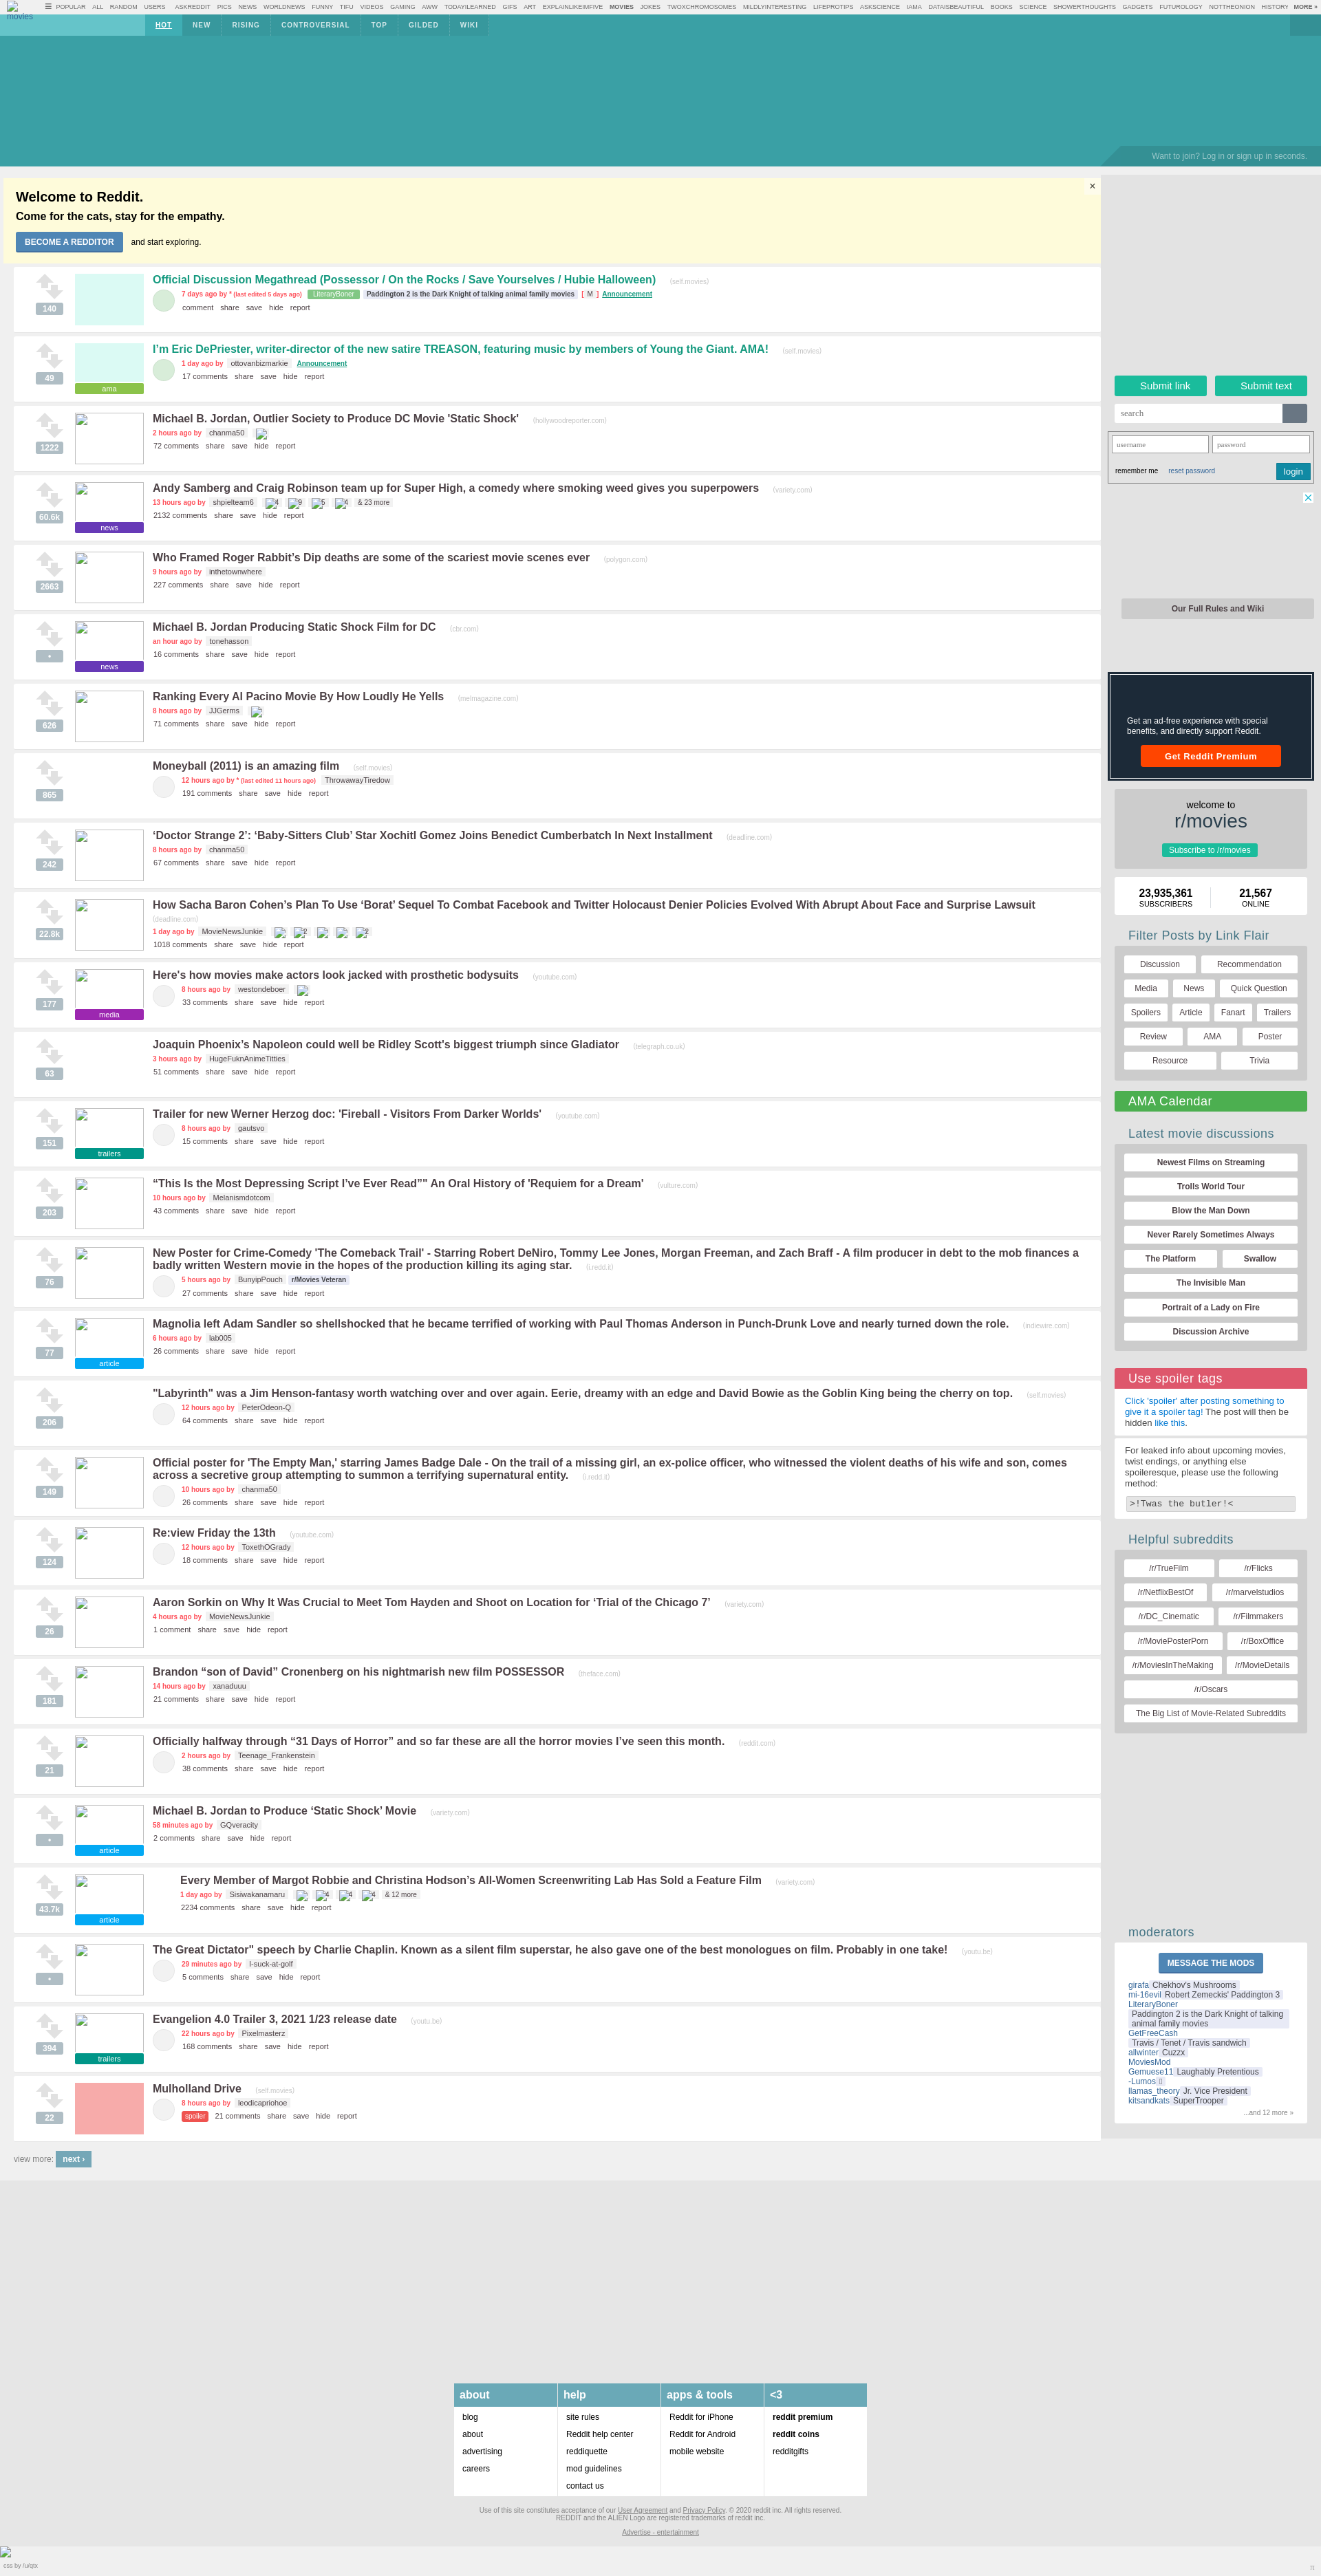 movies
☰ POPULAR ALL RANDOM USERS ASKREDDIT PICS NEWS WORLDNEWS FUNNY TIFU VIDEOS GAMING AWW TODAYILEARNED GIFS ART EXPLAINLIKEIMFIVE MOVIES JOKES TWOXCHROMOSOMES MILDLYINTERESTING LIFEPROTIPS ASKSCIENCE IAMA DATAISBEAUTIFUL BOOKS SCIENCE SHOWERTHOUGHTS GADGETS FUTUROLOGY NOTTHEONION HISTORY MORE »
HOT NEW RISING CONTROVERSIAL TOP GILDED WIKI
Want to join? Log in or sign up in seconds.
×
Welcome to Reddit.
Come for the cats, stay for the empathy.
BECOME A REDDITOR and start exploring.
140
Official Discussion Megathread (Possessor / On the Rocks / Save Yourselves / Hubie Halloween) (self.movies)
7 days ago by * (last edited 5 days ago) LiteraryBoner Paddington 2 is the Dark Knight of talking animal family movies [ M ] Announcement
comment share save hide report
49
ama
I’m Eric DePriester, writer-director of the new satire TREASON, featuring music by members of Young the Giant. AMA! (self.movies)
1 day ago by ottovanbizmarkie Announcement
17 comments share save hide report
1222
Michael B. Jordan, Outlier Society to Produce DC Movie 'Static Shock' (hollywoodreporter.com)
2 hours ago by chanma50
72 comments share save hide report
60.6k
news
Andy Samberg and Craig Robinson team up for Super High, a comedy where smoking weed gives you superpowers (variety.com)
13 hours ago by shpielteam6 4 9 5 4 & 23 more
2132 comments share save hide report
2663
Who Framed Roger Rabbit’s Dip deaths are some of the scariest movie scenes ever (polygon.com)
9 hours ago by inthetownwhere
227 comments share save hide report
•
news
Michael B. Jordan Producing Static Shock Film for DC (cbr.com)
an hour ago by tonehasson
16 comments share save hide report
626
Ranking Every Al Pacino Movie By How Loudly He Yells (melmagazine.com)
8 hours ago by JJGerms
71 comments share save hide report
865
Moneyball (2011) is an amazing film (self.movies)
12 hours ago by * (last edited 11 hours ago) ThrowawayTiredow
191 comments share save hide report
242
‘Doctor Strange 2’: ‘Baby-Sitters Club’ Star Xochitl Gomez Joins Benedict Cumberbatch In Next Installment (deadline.com)
8 hours ago by chanma50
67 comments share save hide report
22.8k
How Sacha Baron Cohen’s Plan To Use ‘Borat’ Sequel To Combat Facebook and Twitter Holocaust Denier Policies Evolved With Abrupt About Face and Surprise Lawsuit
(deadline.com)
1 day ago by MovieNewsJunkie 2 2
1018 comments share save hide report
177
media
Here's how movies make actors look jacked with prosthetic bodysuits (youtube.com)
8 hours ago by westondeboer
33 comments share save hide report
63
Joaquin Phoenix’s Napoleon could well be Ridley Scott's biggest triumph since Gladiator (telegraph.co.uk)
3 hours ago by HugeFuknAnimeTitties
51 comments share save hide report
151
trailers
Trailer for new Werner Herzog doc: 'Fireball - Visitors From Darker Worlds' (youtube.com)
8 hours ago by gautsvo
15 comments share save hide report
203
“This Is the Most Depressing Script I’ve Ever Read”" An Oral History of 'Requiem for a Dream' (vulture.com)
10 hours ago by Melanismdotcom
43 comments share save hide report
76
New Poster for Crime-Comedy 'The Comeback Trail' - Starring Robert DeNiro, Tommy Lee Jones, Morgan Freeman, and Zach Braff - A film producer in debt to the mob finances a
badly written Western movie in the hopes of the production killing its aging star. (i.redd.it)
5 hours ago by BunyipPouch r/Movies Veteran
27 comments share save hide report
77
article
Magnolia left Adam Sandler so shellshocked that he became terrified of working with Paul Thomas Anderson in Punch-Drunk Love and nearly turned down the role. (indiewire.com)
6 hours ago by lab005
26 comments share save hide report
206
"Labyrinth" was a Jim Henson-fantasy worth watching over and over again. Eerie, dreamy with an edge and David Bowie as the Goblin King being the cherry on top. (self.movies)
12 hours ago by PeterOdeon-Q
64 comments share save hide report
149
Official poster for 'The Empty Man,' starring James Badge Dale - On the trail of a missing girl, an ex-police officer, who witnessed the violent deaths of his wife and son, comes
across a secretive group attempting to summon a terrifying supernatural entity. (i.redd.it)
10 hours ago by chanma50
26 comments share save hide report
124
Re:view Friday the 13th (youtube.com)
12 hours ago by ToxethOGrady
18 comments share save hide report
26
Aaron Sorkin on Why It Was Crucial to Meet Tom Hayden and Shoot on Location for ‘Trial of the Chicago 7’ (variety.com)
4 hours ago by MovieNewsJunkie
1 comment share save hide report
181
Brandon “son of David” Cronenberg on his nightmarish new film POSSESSOR (theface.com)
14 hours ago by xanaduuu
21 comments share save hide report
21
Officially halfway through “31 Days of Horror” and so far these are all the horror movies I’ve seen this month. (reddit.com)
2 hours ago by Teenage_Frankenstein
38 comments share save hide report
•
article
Michael B. Jordan to Produce ‘Static Shock’ Movie (variety.com)
58 minutes ago by GQveracity
2 comments share save hide report
43.7k
article
Every Member of Margot Robbie and Christina Hodson’s All-Women Screenwriting Lab Has Sold a Feature Film (variety.com)
1 day ago by Sisiwakanamaru 4 4 4 & 12 more
2234 comments share save hide report
•
The Great Dictator" speech by Charlie Chaplin. Known as a silent film superstar, he also gave one of the best monologues on film. Probably in one take! (youtu.be)
29 minutes ago by I-suck-at-golf
5 comments share save hide report
394
trailers
Evangelion 4.0 Trailer 3, 2021 1/23 release date (youtu.be)
22 hours ago by Pixelmasterz
168 comments share save hide report
22
Mulholland Drive (self.movies)
8 hours ago by leodicapriohoe
spoiler 21 comments share save hide report
view more: next ›
Submit link Submit text
search
username password
remember me reset password login
Our Full Rules and Wiki
Get an ad-free experience with special
benefits, and directly support Reddit.
Get Reddit Premium
welcome to
r/movies
Subscribe to /r/movies
23,935,361 21,567
SUBSCRIBERS ONLINE
Filter Posts by Link Flair
Discussion Recommendation
Media News Quick Question
Spoilers Article Fanart Trailers
Review AMA Poster
Resource Trivia
AMA Calendar
Latest movie discussions
Newest Films on Streaming
Trolls World Tour
Blow the Man Down
Never Rarely Sometimes Always
The Platform Swallow
The Invisible Man
Portrait of a Lady on Fire
Discussion Archive
Use spoiler tags
Click 'spoiler' after posting something to
give it a spoiler tag! The post will then be
hidden like this.
For leaked info about upcoming movies,
twist endings, or anything else
spoileresque, please use the following
method:
>!Twas the butler!<
Helpful subreddits
/r/TrueFilm /r/Flicks
/r/NetflixBestOf /r/marvelstudios
/r/DC_Cinematic /r/Filmmakers
/r/MoviePosterPorn /r/BoxOffice
/r/MoviesInTheMaking /r/MovieDetails
/r/Oscars
The Big List of Movie-Related Subreddits
moderators
MESSAGE THE MODS
girafa Chekhov's Mushrooms
mi-16evil Robert Zemeckis' Paddington 3
LiteraryBoner
Paddington 2 is the Dark Knight of talking
animal family movies
GetFreeCash
Travis / Tenet / Travis sandwich
allwinter Cuzzx
MoviesMod
Gemuese11 Laughably Pretentious
-Lumos
llamas_theory Jr. Vice President
kitsandkats SuperTrooper
...and 12 more »
about help apps & tools <3
blog site rules Reddit for iPhone reddit premium
about Reddit help center Reddit for Android reddit coins
advertising reddiquette mobile website redditgifts
careers mod guidelines
contact us
Use of this site constitutes acceptance of our User Agreement and Privacy Policy. © 2020 reddit inc. All rights reserved.
REDDIT and the ALIEN Logo are registered trademarks of reddit inc.
Advertise - entertainment
css by /u/qtx
π